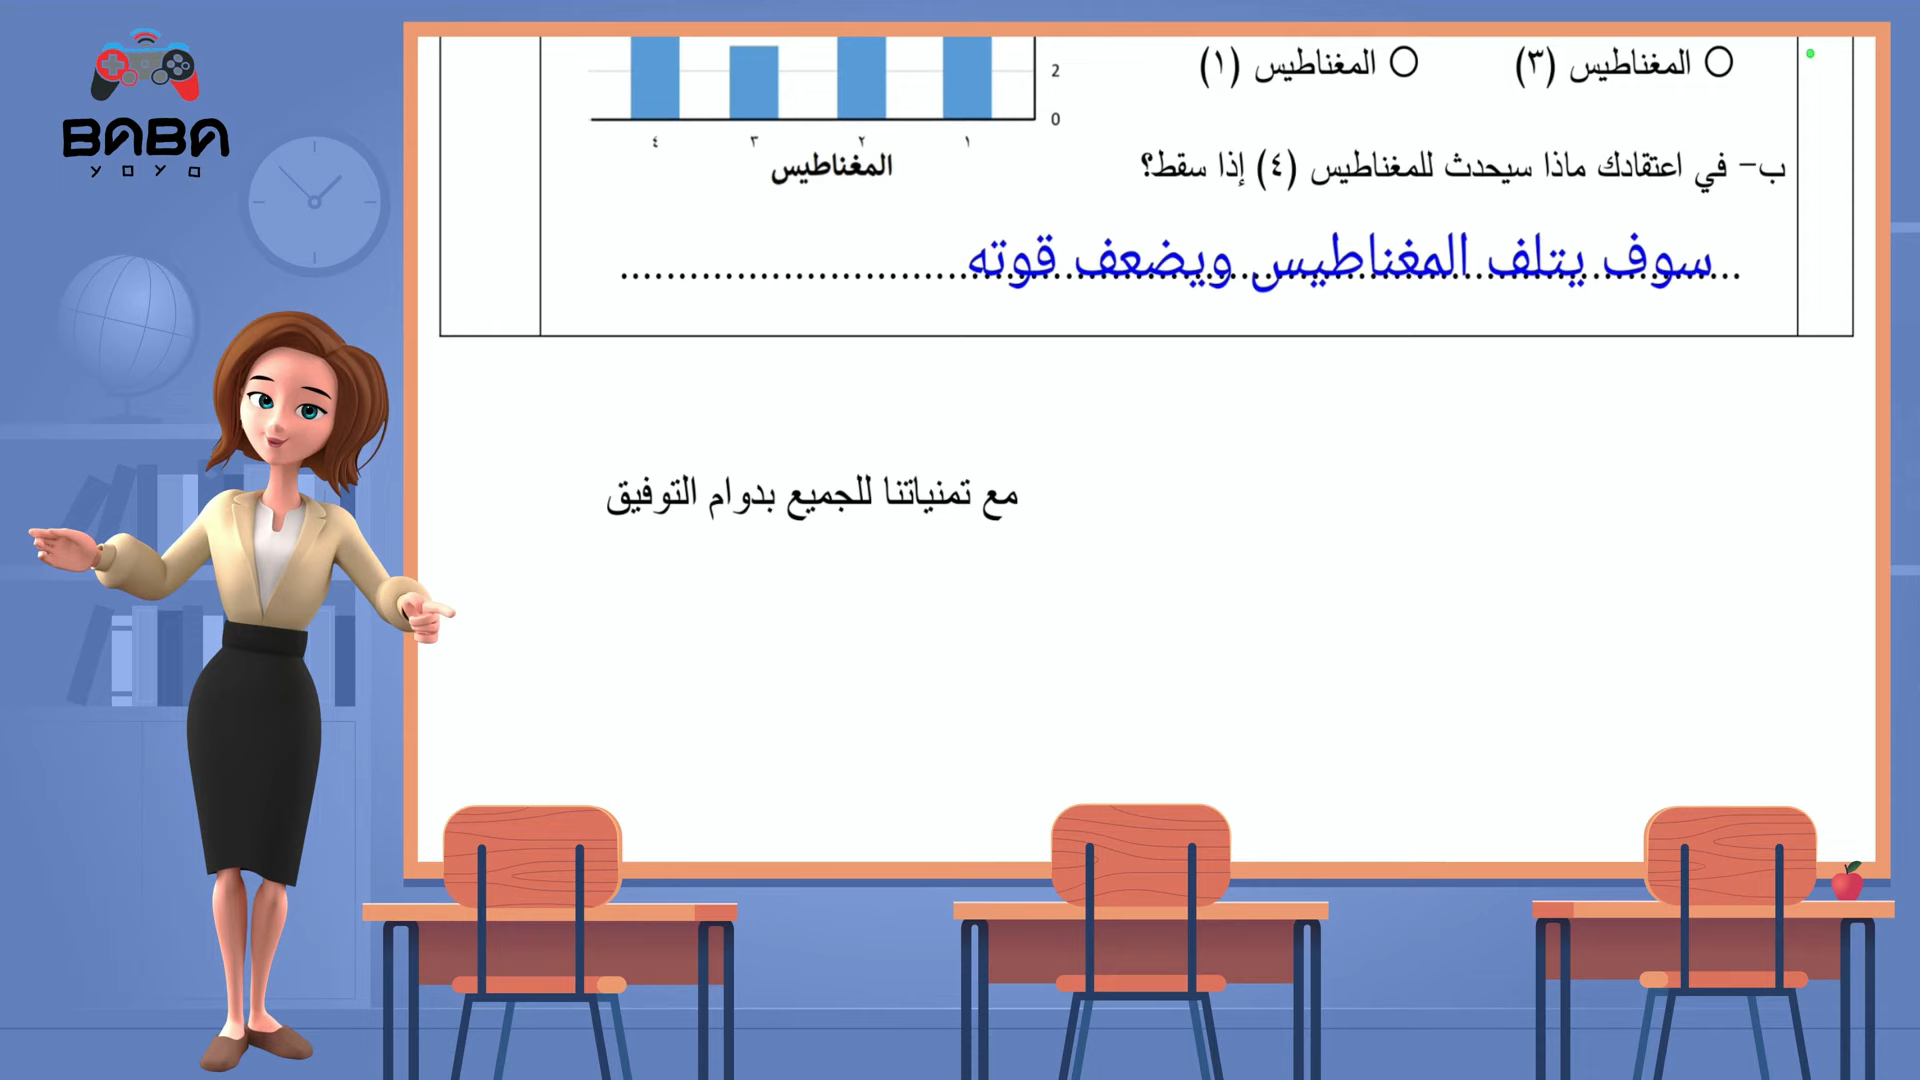 BABA
YOYO
المغناطيس (٣)
المغناطيس (١)
2
0
٤ ٣ ٢ ١
المغناطيس
ب- في اعتقادك ماذا سيحدث للمغناطيس (٤) إذا سقط؟
سوف يتلف المغناطيس ويضعف قوته
مع تمنياتنا للجميع بدوام التوفيق